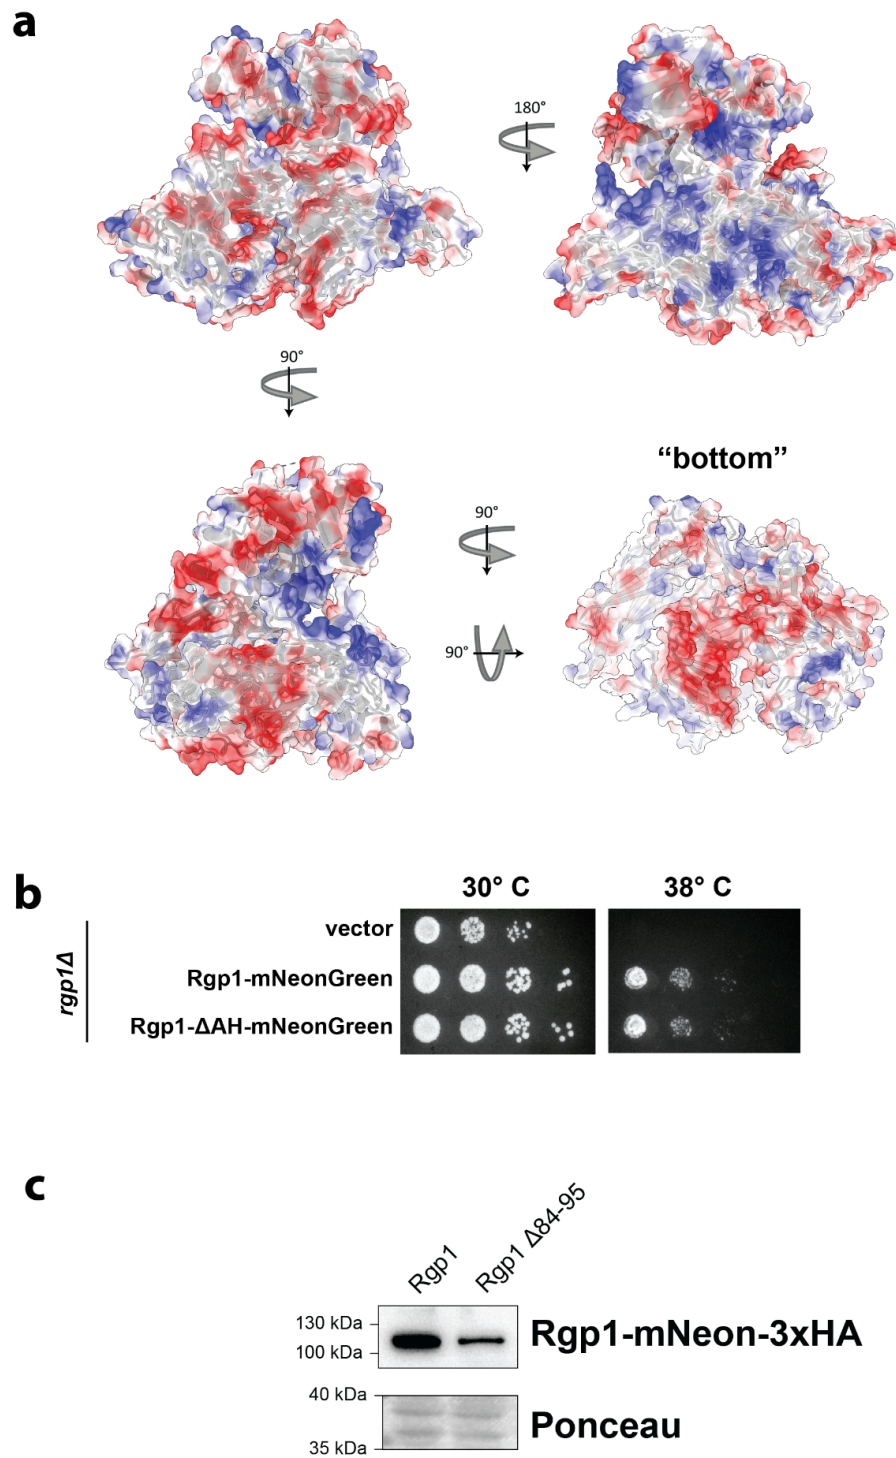 a
180°
90°
"bottom"
90°
90°
b
30° C
38° C
rgp1Δ
vector
Rgp1-mNeonGreen
Rgp1-ΔAH-mNeonGreen
c
Rgp1
Rgp1 Δ84-95
130 kDa
100 kDa
Rgp1-mNeon-3xHA
40 kDa
35 kDa
Ponceau